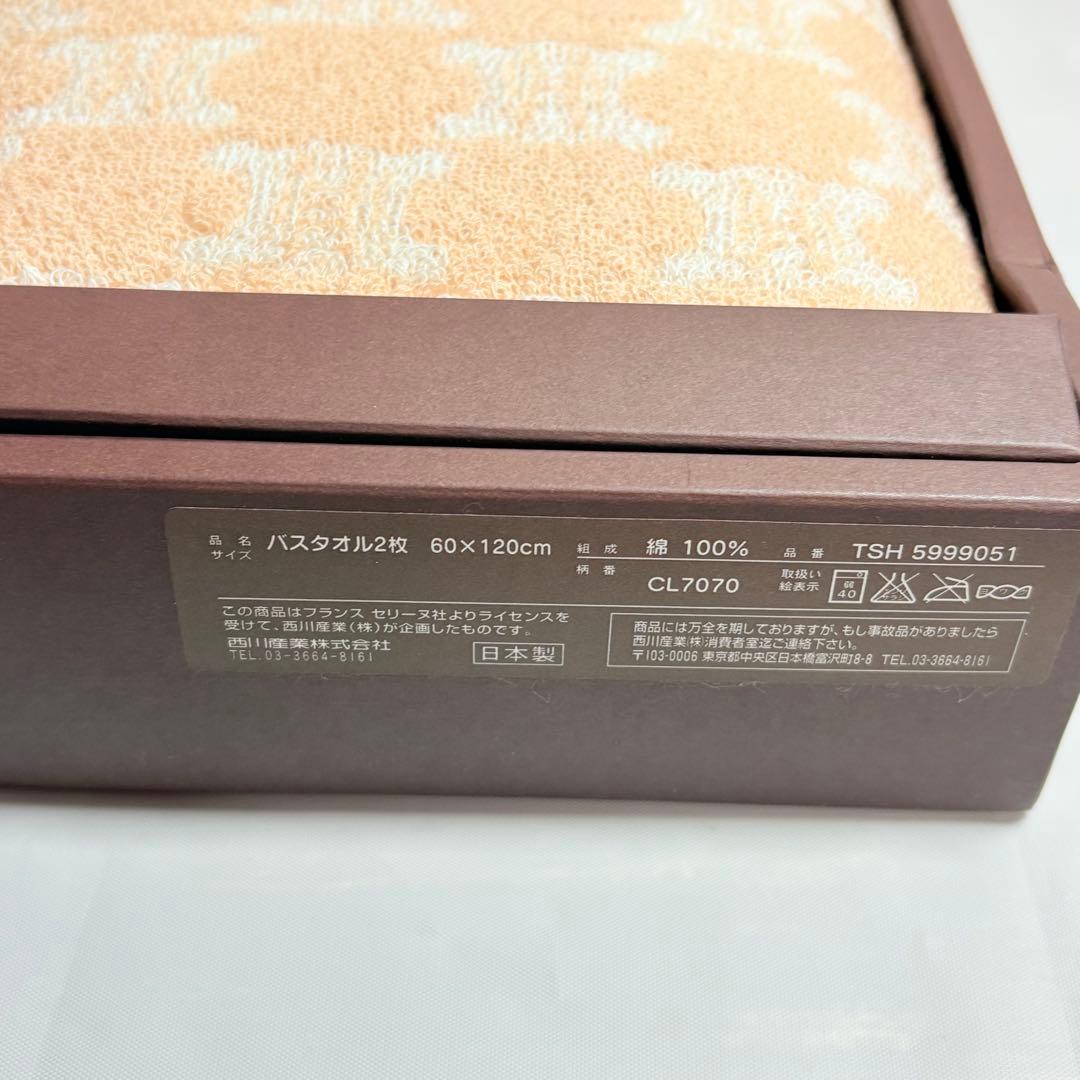 品名 バスタオル2枚 60×120cm 組成 綿 100% 品番 TSH 5999051
サイズ 柄番 CL7070 取扱い
絵表示 弱 40
この商品はフランス セリーヌ社よりライセンスを
受けて、西川産業(株)が企画したものです。
西川産業株式会社
TEL.03-3664-8161
日本製
商品には万全を期しておりますが、もし事故品がありましたら
西川産業(株)消費者室迄ご連絡下さい。
〒103-0006 東京都中央区日本橋富沢町8-8 TEL.03-3664-8161